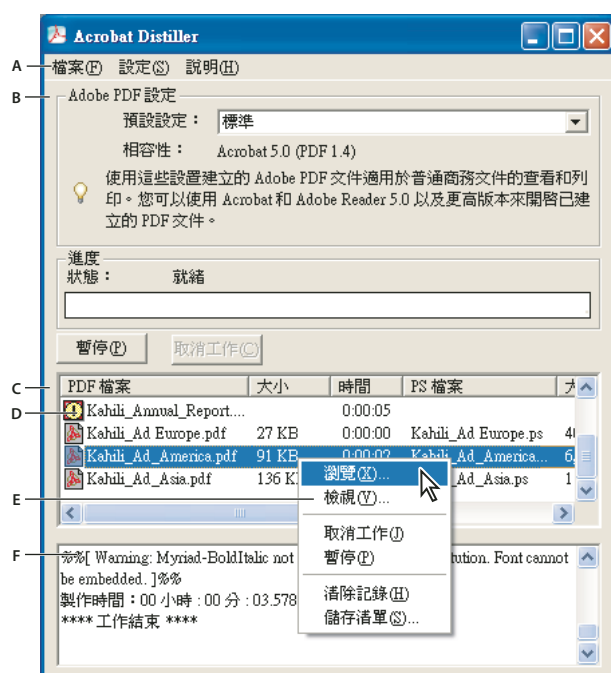 Acrobat Distiller
A
檔案(F) 設定(S) 說明(H)
B
Adobe PDF 設定
預設設定： 標準
相容性： Acrobat 5.0 (PDF 1.4)
使用這些設置建立的 Adobe PDF 文件適用於普通商務文件的查看和列
印。您可以使用 Acrobat 和 Adobe Reader 5.0 以及更高版本來開啓已建
立的 PDF 文件。
進度
狀態： 就緒
暫停(P) 取消工作(C)
C
PDF 檔案 大小 時間 PS 檔案
D
Kahili_Annual_Report.... 0:00:05
Kahili_Ad Europe.pdf 27 KB 0:00:00 Kahili_Ad Europe.ps
Kahili_Ad_America.pdf 91 KB 0:00:02 Kahili_Ad_America...
Kahili_Ad_Asia.pdf 136 K _Ad_Asia.ps
瀏覽(X)...
E
檢視(V)...
取消工作(J)
暫停(P)
清除記錄(H)
儲存清單(S)...
F
%%[ Warning: Myriad-BoldItalic not tution. Font cannot
be embedded. ]%%
製作時間：00 小時 : 00 分 : 03.578
**** 工作結束 ****